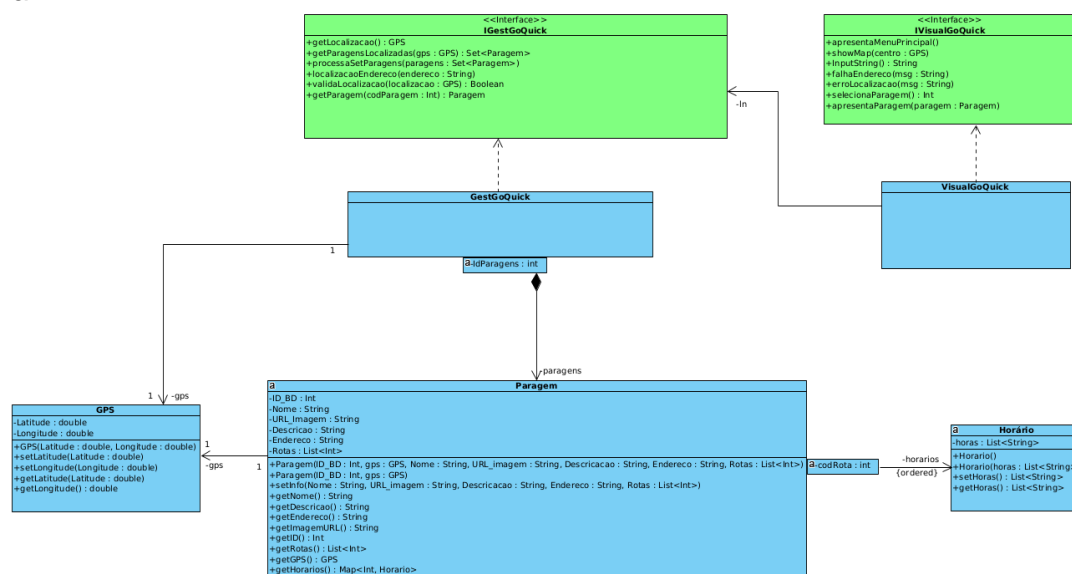 <<Interface>>
IGestGoQuick
+getLocalizacao() : GPS
+getParagensLocalizadas(gps : GPS) : Set<Paragem>
+processaSetParagens(paragens : Set<Paragem>)
+localizacaoEndereco(endereco : String)
+validaLocalizacao(localizacao : GPS) : Boolean
+getParagem(codParagem : Int) : Paragem
<<Interface>>
IVisualGoQuick
+apresentaMenuPrincipal()
+showMap(centro : GPS)
+InputString() : String
+falhaEndereco(msg : String)
+erroLocalizacao(msg : String)
+selecionaParagem() : Int
+apresentaParagem(paragem : Paragem)
-ln
GestGoQuick
VisualGoQuick
1
a
-IdParagens : int
-paragens
1
-gps
GPS
-Latitude : double
-Longitude : double
+GPS(Latitude : double, Longitude : double)
+setLatitude(Latitude : double)
+setLongitude(Longitude : double)
+getLatitude(Latitude : double)
+getLongitude() : double
1
-gps
1
a
Paragem
-ID_BD : Int
-Nome : String
-URL_Imagem : String
-Descricao : String
-Endereco : String
-Rotas : List<Int>
+Paragem(ID_BD : Int, gps : GPS, Nome : String, URL_imagem : String, Descricacao : String, Endereco : String, Rotas : List<Int>)
+Paragem(ID_BD : Int, gps : GPS)
+setInfo(Nome : String, URL_imagem : String, Descricacao : String, Endereco : String, Rotas : List<Int>)
+getNome() : String
+getDescricao() : String
+getEndereco() : String
+getImagemURL() : String
+getID() : Int
+getRotas() : List<Int>
+getGPS() : GPS
+getHorarios() : Map<Int, Horario>
a
-codRota : int
-horarios
{ordered}
a
Horário
-horas : List<String>
+Horario()
+Horario(horas : List<String>
+setHoras() : List<String>
+getHoras() : List<String>